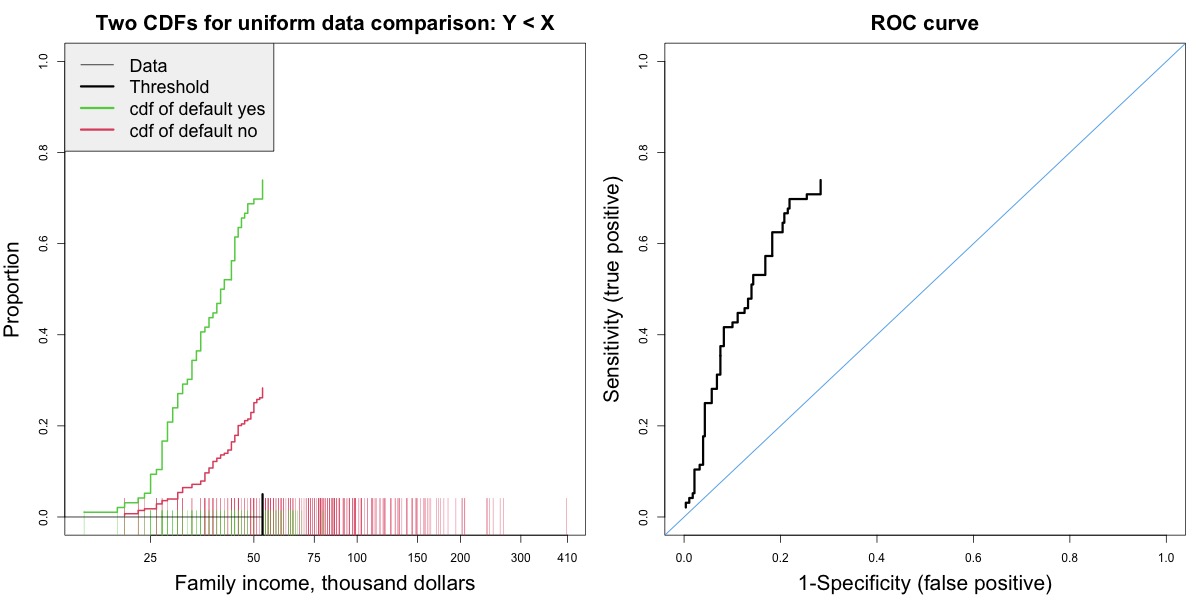 Two CDFs for uniform data comparison: Y < X
Data
Threshold
cdf of default yes
cdf of default no
Proportion
0.0
0.2
0.4
0.6
0.8
1.0
25 50 75 100 150 200 300 410
Family income, thousand dollars
ROC curve
Sensitivity (true positive)
0.0
0.2
0.4
0.6
0.8
1.0
0.0 0.2 0.4 0.6 0.8 1.0
1-Specificity (false positive)